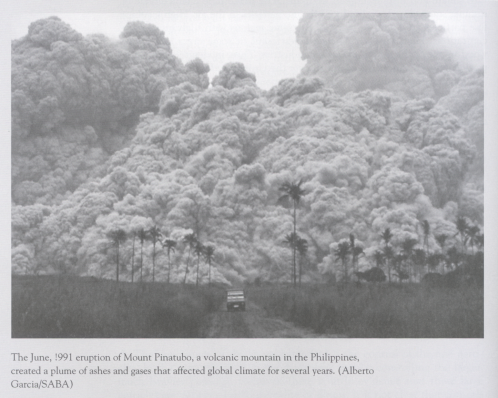 The June, 1991 eruption of Mount Pinatubo, a volcanic mountain in the Philippines,
created a plume of ashes and gases that affected global climate for several years. (Alberto
Garcia/SABA)